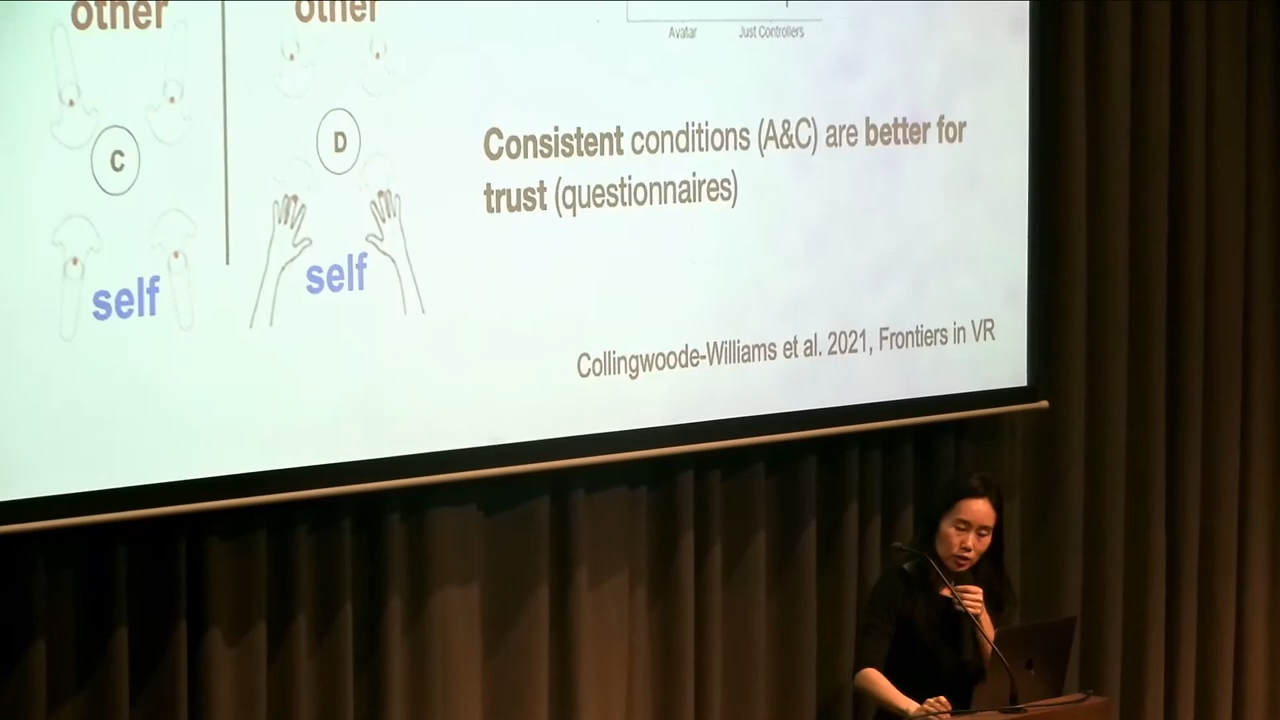 other
other
Avatar
Just Controllers
C
D
self
self
Consistent conditions (A&C) are better for
trust (questionnaires)
Collingwoode-Williams et al. 2021, Frontiers in VR